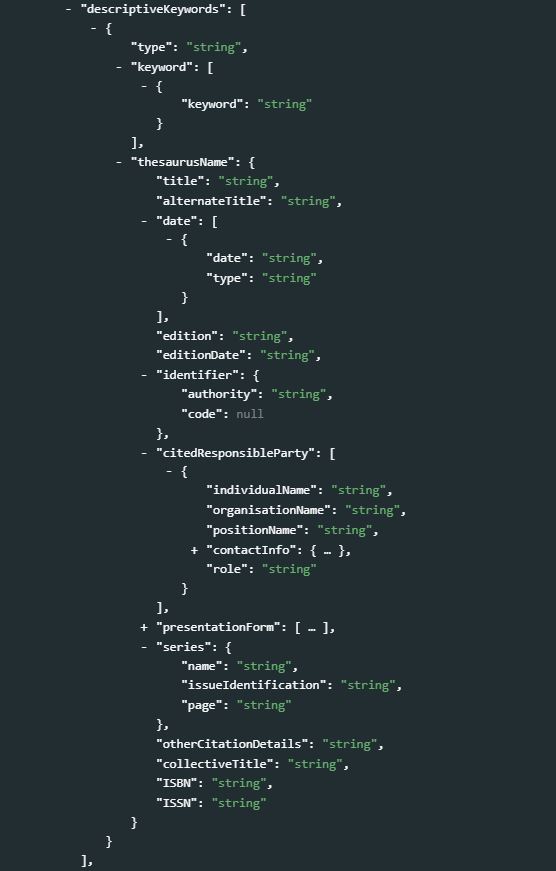 - "descriptiveKeywords": [
- {
"type": "string",
- "keyword": [
- {
"keyword": "string"
}
],
- "thesaurusName": {
"title": "string",
"alternateTitle": "string",
- "date": [
- {
"date": "string",
"type": "string"
}
],
"edition": "string",
"editionDate": "string",
- "identifier": {
"authority": "string",
"code": null
},
- "citedResponsibleParty": [
- {
"individualName": "string",
"organisationName": "string",
"positionName": "string",
+ "contactInfo": { … },
"role": "string"
}
],
+ "presentationForm": [ … ],
- "series": {
"name": "string",
"issueIdentification": "string",
"page": "string"
},
"otherCitationDetails": "string",
"collectiveTitle": "string",
"ISBN": "string",
"ISSN": "string"
}
}
],